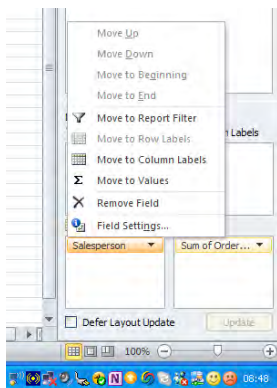 Move Up
Move Down
Move to Beginning
Move to End
Move to Report Filter
Move to Row Labels
Labels
Move to Column Labels
Σ Move to Values
Remove Field
Field Settings...
Salesperson
Sum of Order...
Defer Layout Update
Update
100%
N
08:48